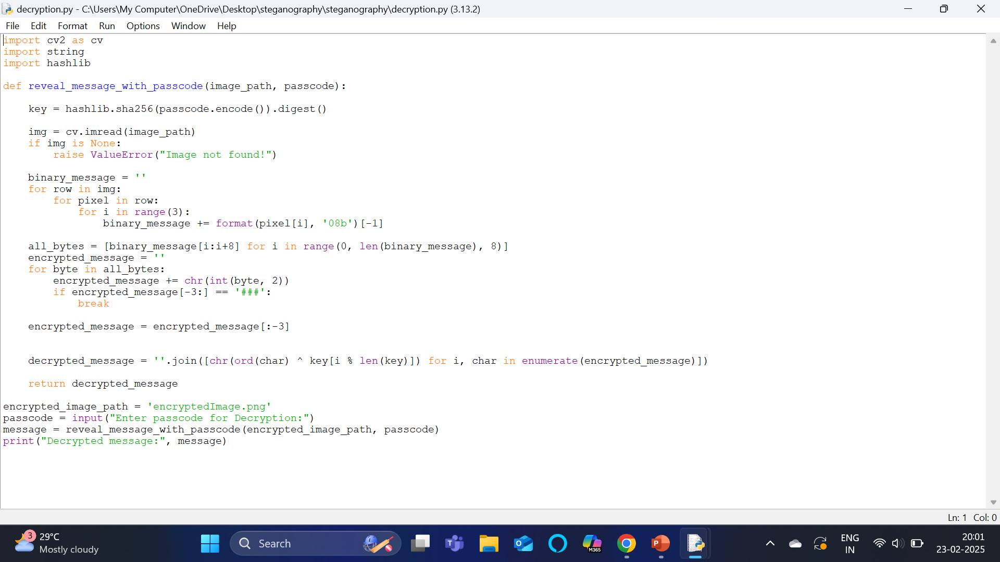 decryption.py - C:\Users\My Computer\OneDrive\Desktop\steganography\steganography\decryption.py (3.13.2)
File Edit Format Run Options Window Help
import cv2 as cv
import string
import hashlib

def reveal_message_with_passcode(image_path, passcode):

    key = hashlib.sha256(passcode.encode()).digest()

    img = cv.imread(image_path)
    if img is None:
        raise ValueError("Image not found!")

    binary_message = ''
    for row in img:
        for pixel in row:
            for i in range(3):
                binary_message += format(pixel[i], '08b')[-1]

    all_bytes = [binary_message[i:i+8] for i in range(0, len(binary_message), 8)]
    encrypted_message = ''
    for byte in all_bytes:
        encrypted_message += chr(int(byte, 2))
        if encrypted_message[-3:] == '###':
            break

    encrypted_message = encrypted_message[:-3]


    decrypted_message = ''.join([chr(ord(char) ^ key[i % len(key)]) for i, char in enumerate(encrypted_message)])

    return decrypted_message

encrypted_image_path = 'encryptedImage.png'
passcode = input("Enter passcode for Decryption:")
message = reveal_message_with_passcode(encrypted_image_path, passcode)
print("Decrypted message:", message)
Ln: 1 Col: 0
3
29°C
Mostly cloudy
Search
T
O
M365
P
ENG
IN
20:01
23-02-2025